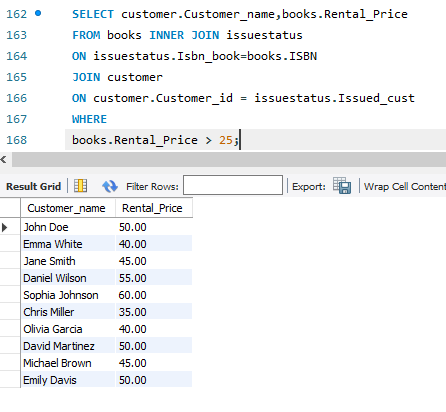 162 SELECT customer.Customer_name,books.Rental_Price
163 FROM books INNER JOIN issuestatus
164 ON issuestatus.Isbn_book=books.ISBN
165 JOIN customer
166 ON customer.Customer_id = issuestatus.Issued_cust
167 WHERE
168 books.Rental_Price > 25;
Result Grid Filter Rows: Export: Wrap Cell Content
Customer_name Rental_Price
John Doe 50.00
Emma White 40.00
Jane Smith 45.00
Daniel Wilson 55.00
Sophia Johnson 60.00
Chris Miller 35.00
Olivia Garcia 40.00
David Martinez 50.00
Michael Brown 45.00
Emily Davis 50.00